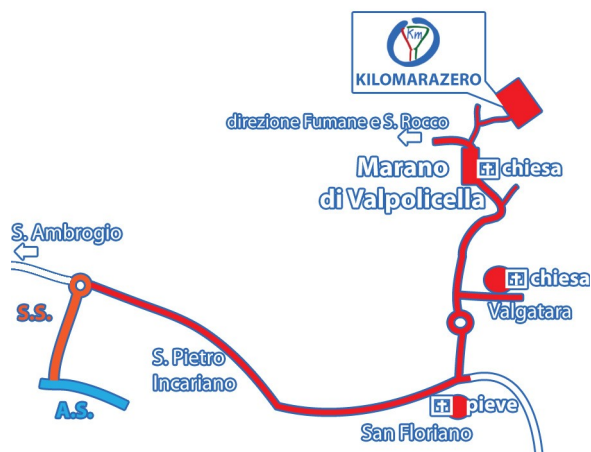 Km
KILOMARAZERO
direzione Fumane e S. Rocco
Marano
di Valpolicella
chiesa
S. Ambrogio
chiesa
Valgatara
S.S.
S. Pietro
Incariano
A.S.
pieve
San Floriano